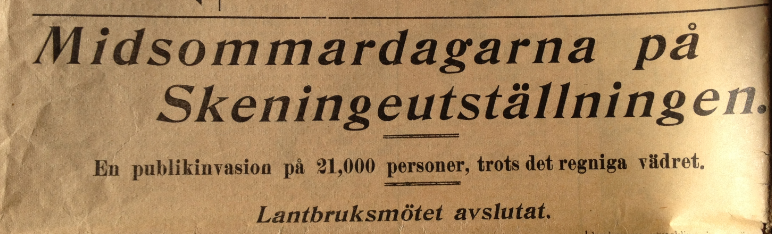 Midsommardagarna på
Skeningeutställningen.
En publikinvasion på 21,000 personer, trots det regniga vädret.
Lantbruksmötet avslutat.